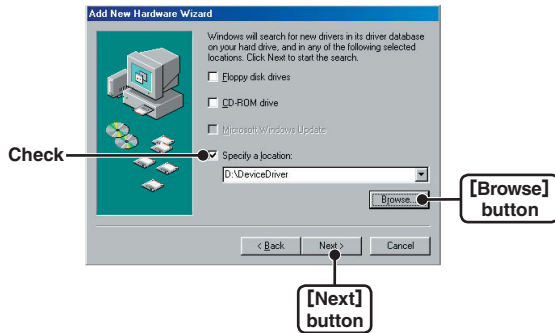 Add New Hardware Wizard
Windows will search for new drivers in its driver database
on your hard drive, and in any of the following selected
locations. Click Next to start the search.
Floppy disk drives
CD-ROM drive
Microsoft Windows Update
Check
Specify a location:
D:\DeviceDriver
Browse...
[Browse]
button
< Back
Next >
Cancel
[Next]
button